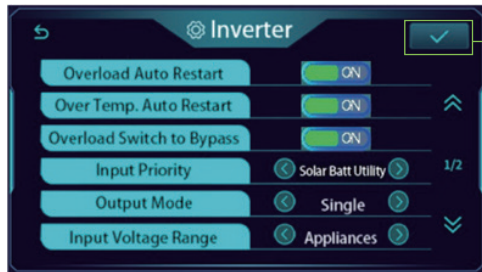 Inverter
Overload Auto Restart ON
Over Temp. Auto Restart ON
Overload Switch to Bypass ON
Input Priority Solar Batt Utility
1/2
Output Mode Single
Input Voltage Range Appliances